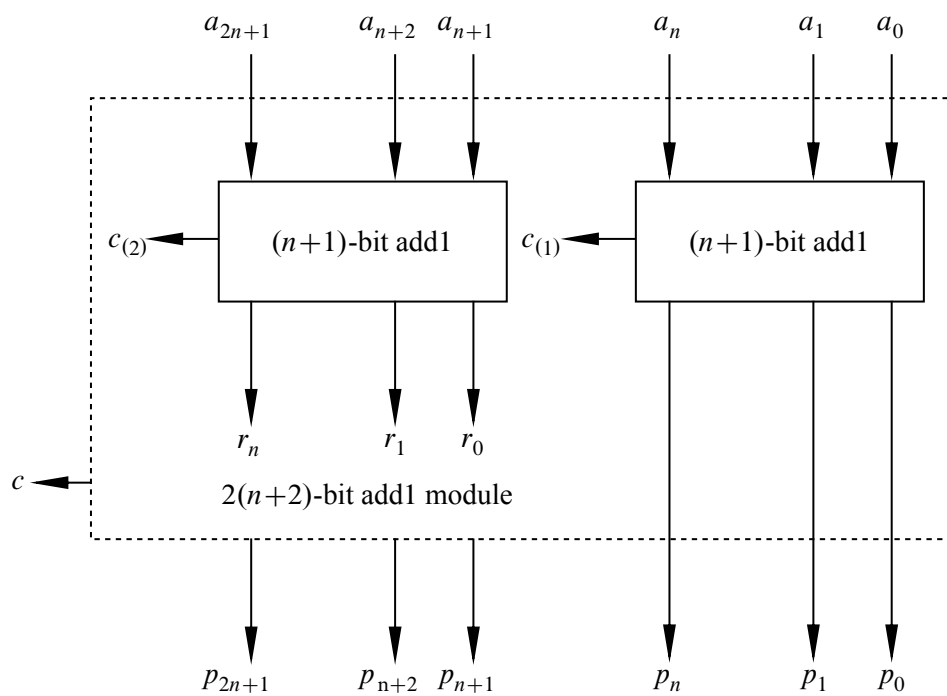 a_{2n+1} a_{n+2} a_{n+1} a_n a_1 a_0
c_{(2)} (n+1)-bit add1 c_{(1)} (n+1)-bit add1
r_n r_1 r_0
c 2(n+2)-bit add1 module
p_{2n+1} p_{n+2} p_{n+1} p_n p_1 p_0